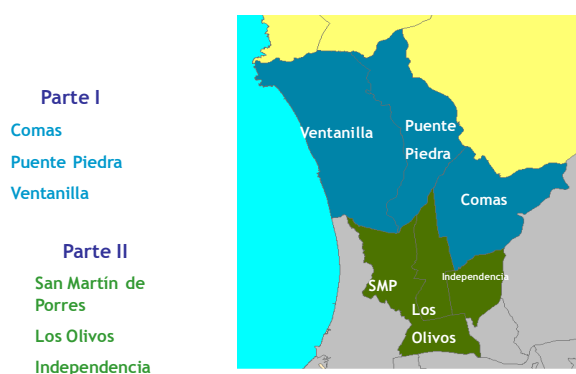 Parte I
Comas
Puente Piedra
Ventanilla
Parte II
San Martín de
Porres
Los Olivos
Independencia
Ventanilla
Puente
Piedra
Comas
Independencia
SMP
Los
Olivos